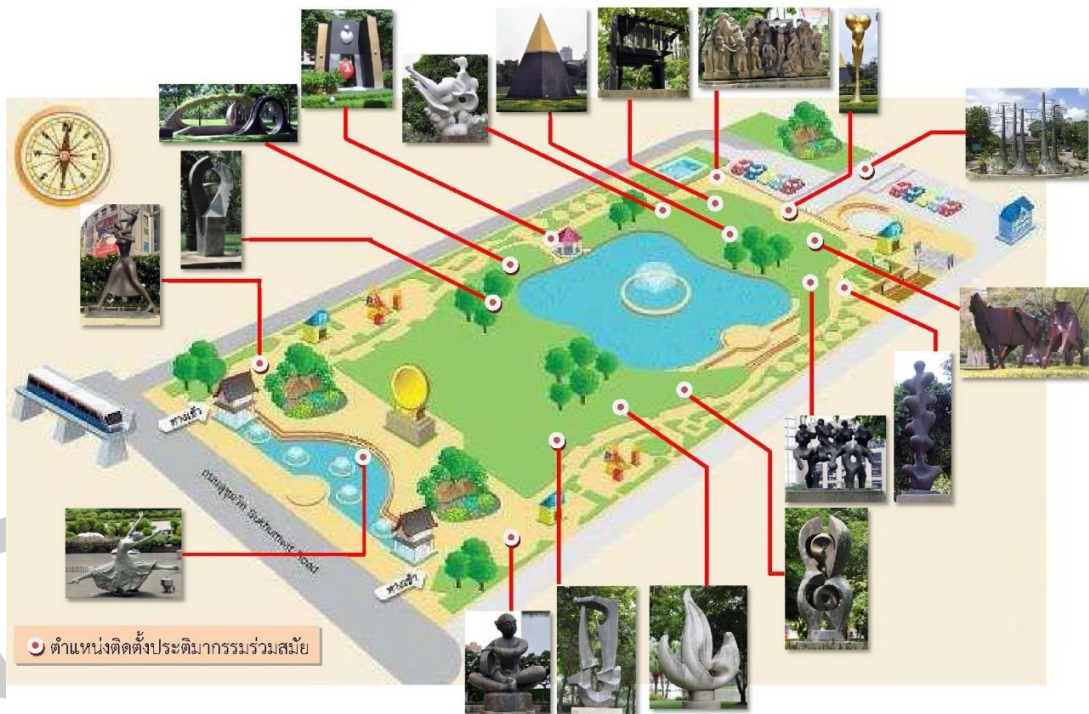 N
E
S
W
ทางเข้า
ถนนสุขุมวิท Sukhumvit Road
ทางเข้า
ตำแหน่งติดตั้งประติมากรรมร่วมสมัย